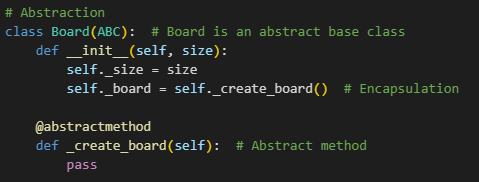 # Abstraction
class Board(ABC):  # Board is an abstract base class
    def __init__(self, size):
        self._size = size
        self._board = self._create_board()  # Encapsulation

    @abstractmethod
    def _create_board(self):  # Abstract method
        pass